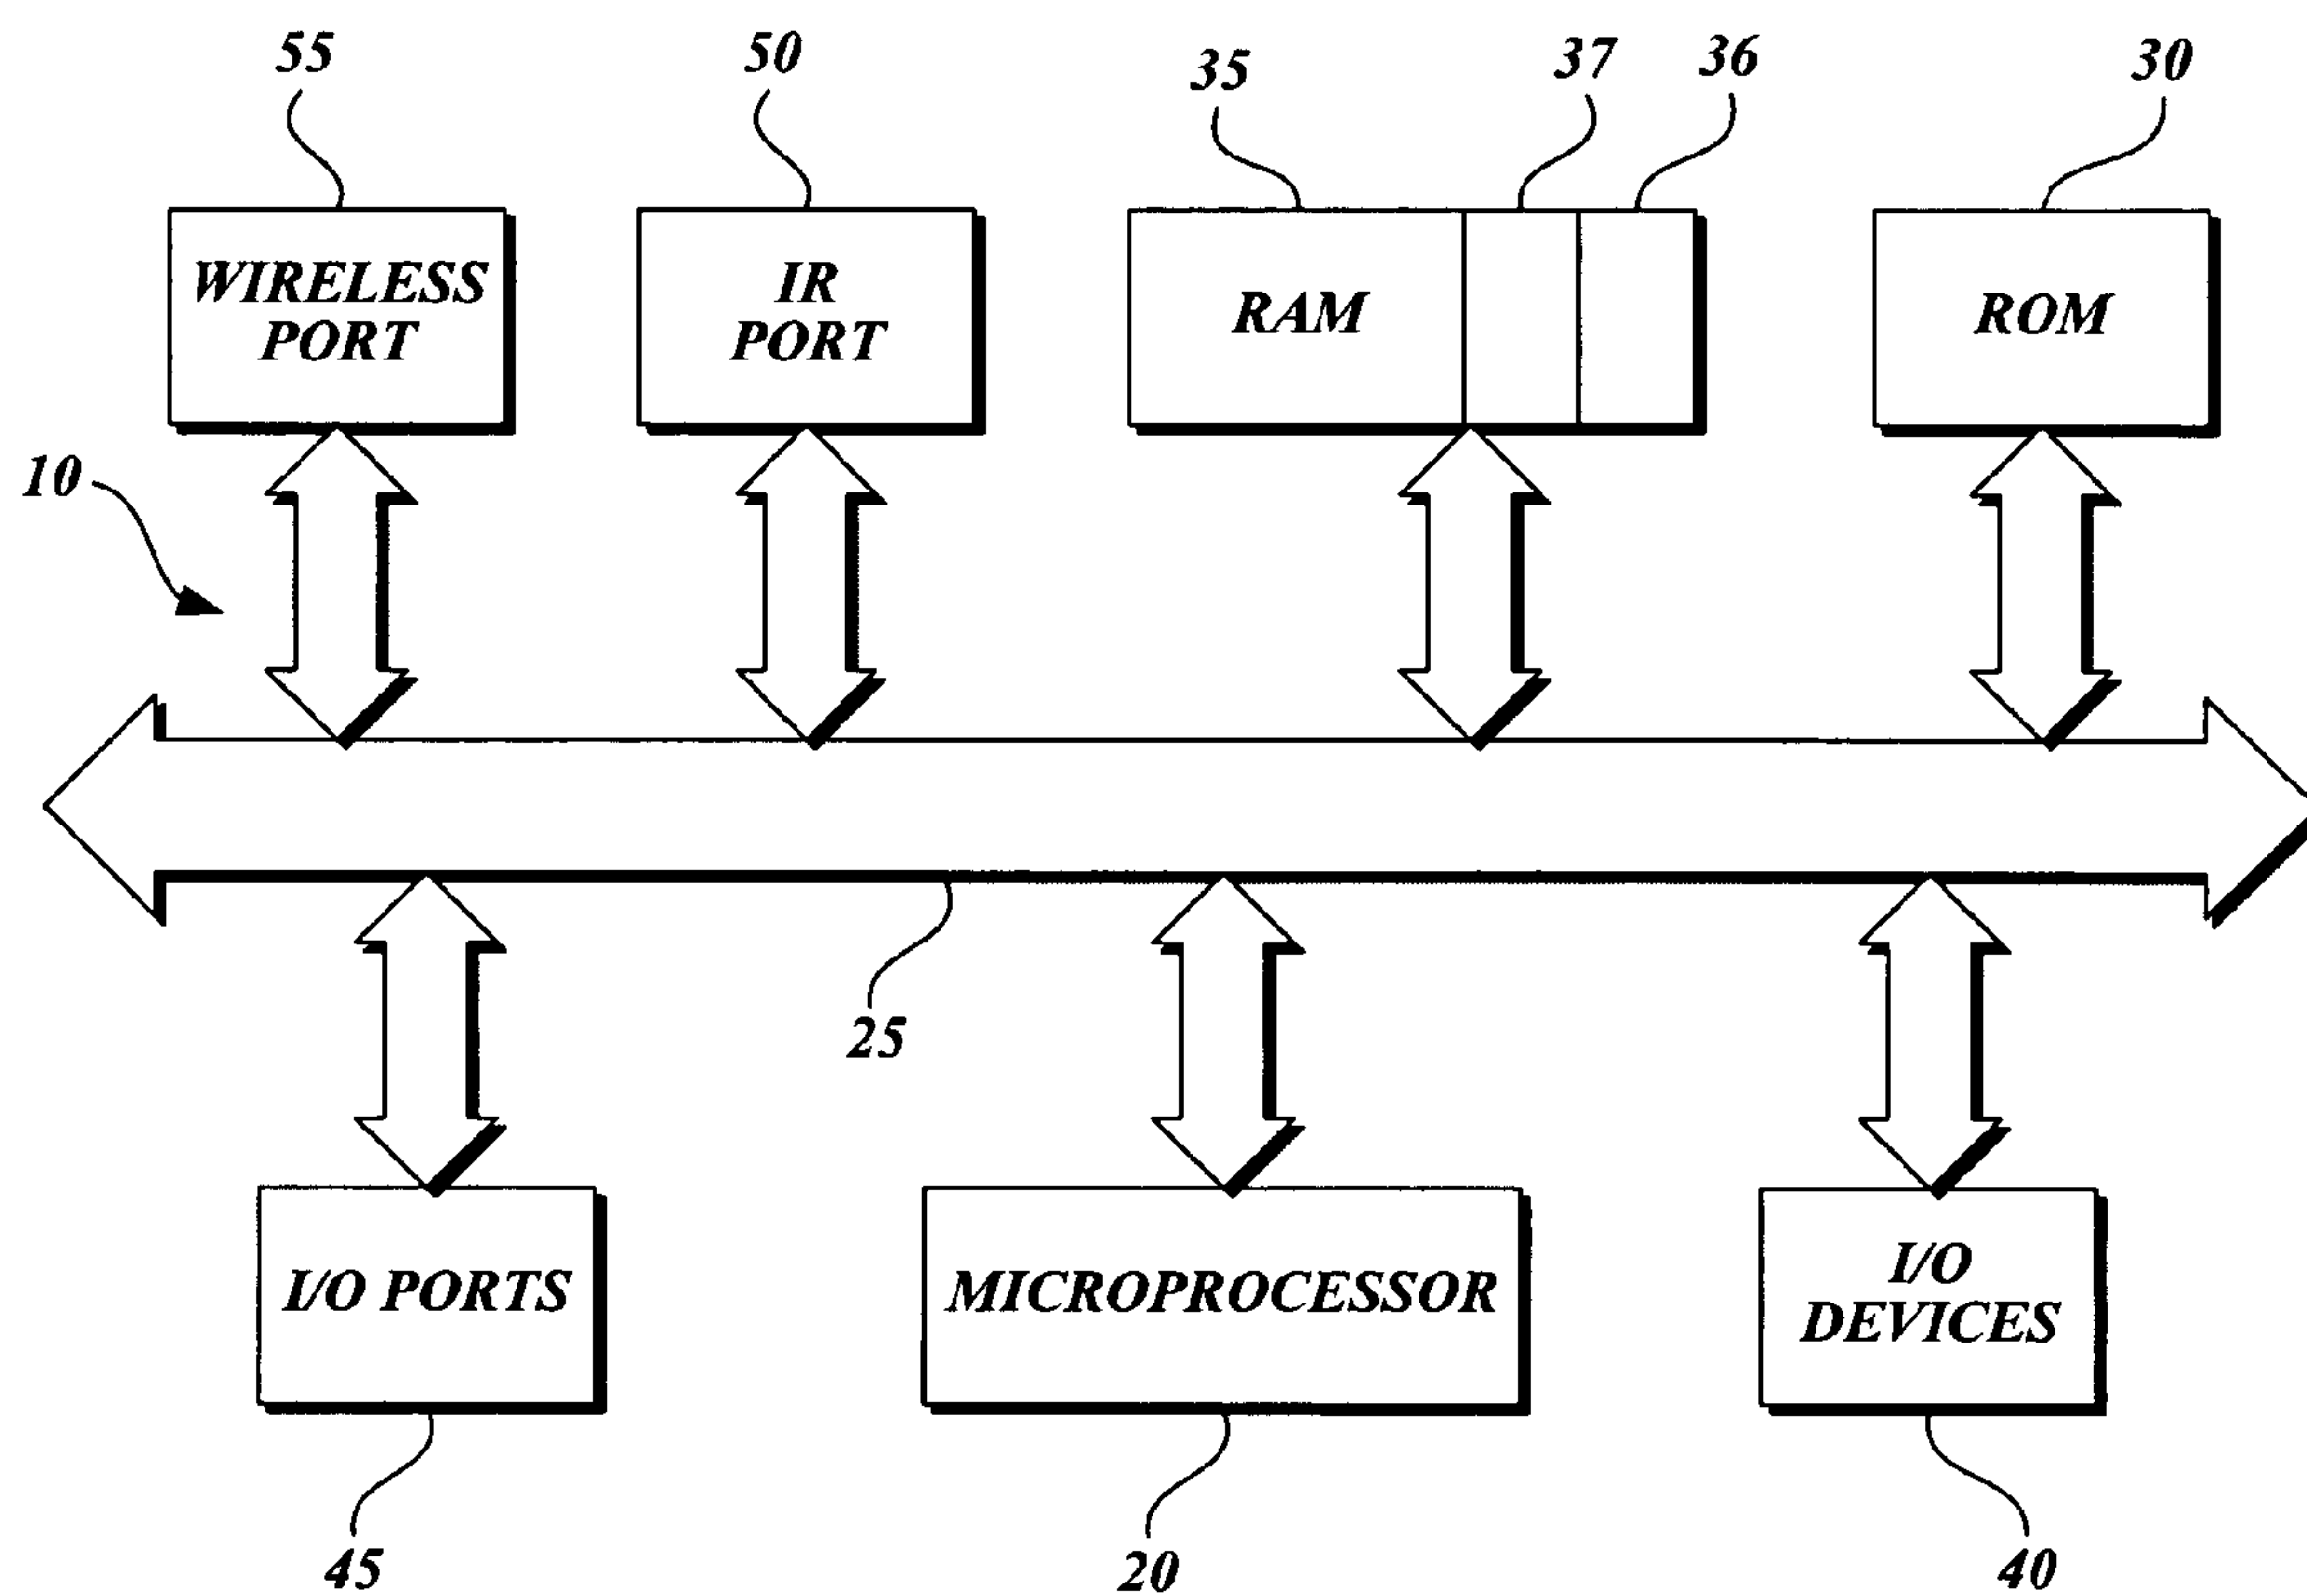 55
50
35
37
36
30
WIRELESS
PORT
IR
PORT
RAM
ROM
10
25
I/O PORTS
MICROPROCESSOR
I/O
DEVICES
45
20
40